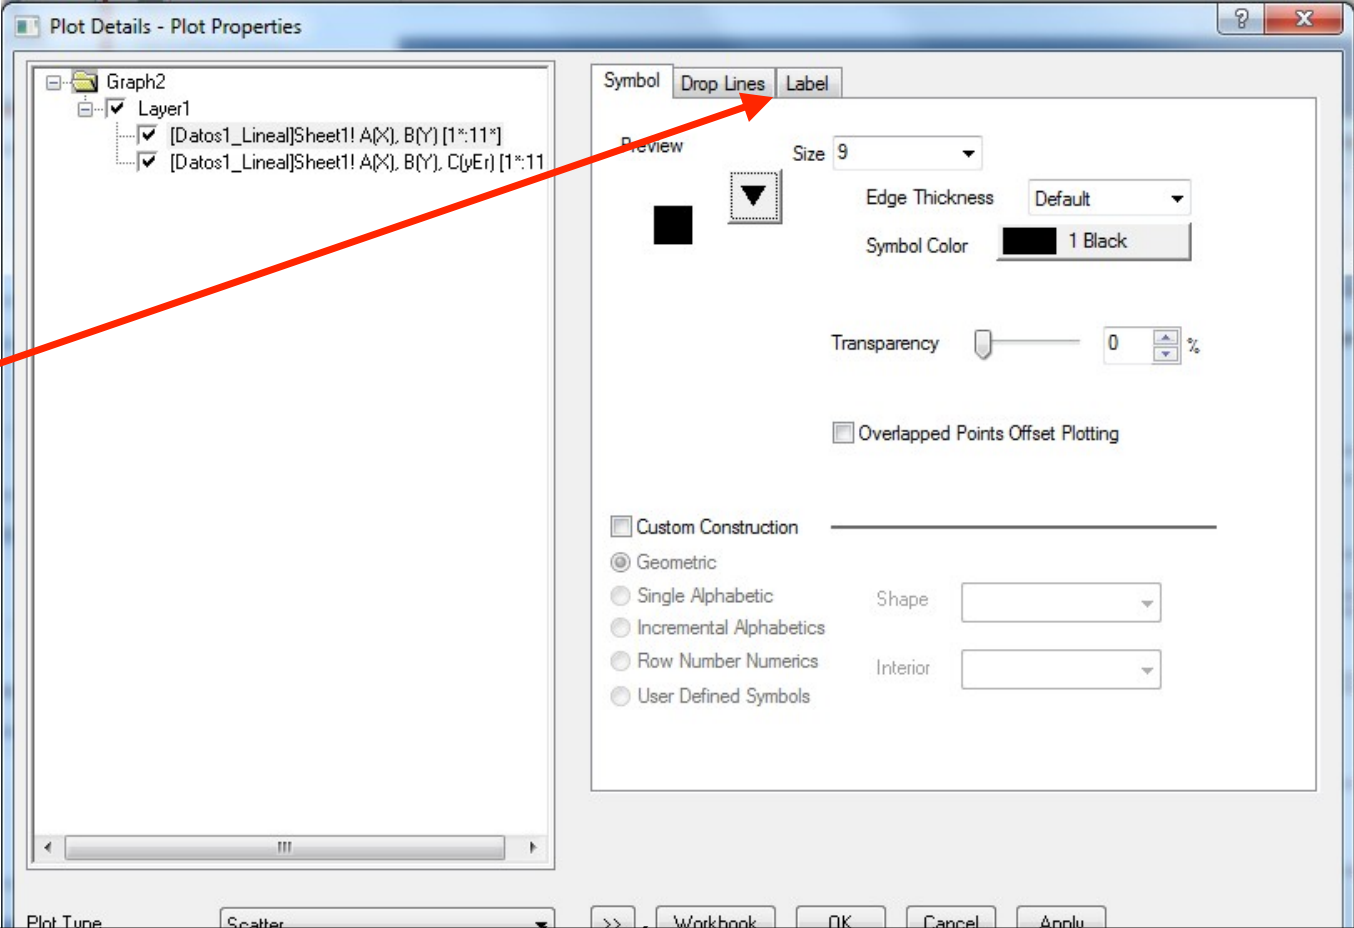 Plot Details - Plot Properties
Graph2
Layer1
[Datos1_Lineal]Sheet1! A(X), B(Y) [1*:11*]
[Datos1_Lineal]Sheet1! A(X), B(Y), C(yEr) [1*:11
Symbol Drop Lines Label
Preview
Size 9
Edge Thickness Default
Symbol Color 1 Black
Transparency 0 %
Overlapped Points Offset Plotting
Custom Construction
Geometric
Single Alphabetic
Shape
Incremental Alphabetics
Row Number Numerics
Interior
User Defined Symbols
Plot Type Scatter >> Workbook OK Cancel Apply